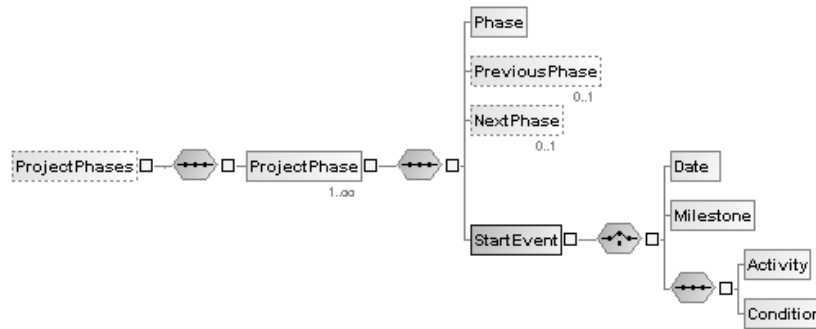 Phase
PreviousPhase
0..1
NextPhase
0..1
ProjectPhases
ProjectPhase
1..∞
Date
Milestone
StartEvent
Activity
Condition